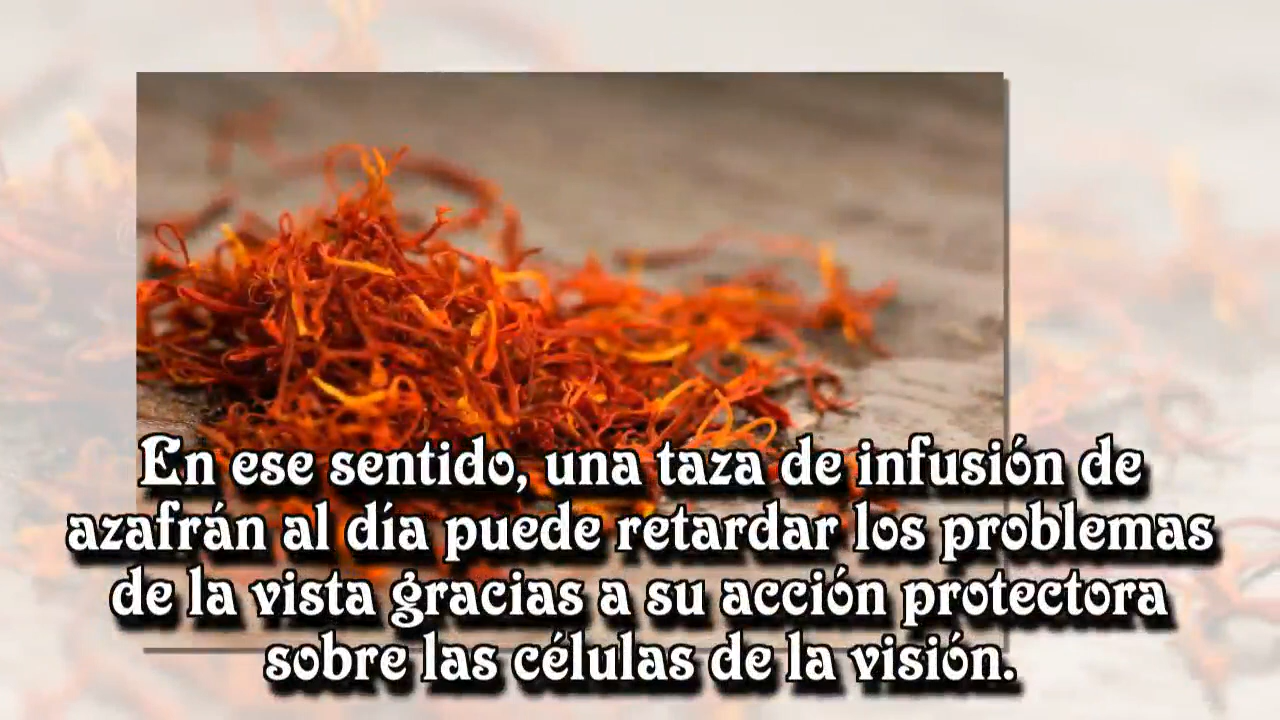 En ese sentido, una taza de infusión de
azafrán al día puede retardar los problemas
de la vista gracias a su acción protectora
sobre las células de la visión.